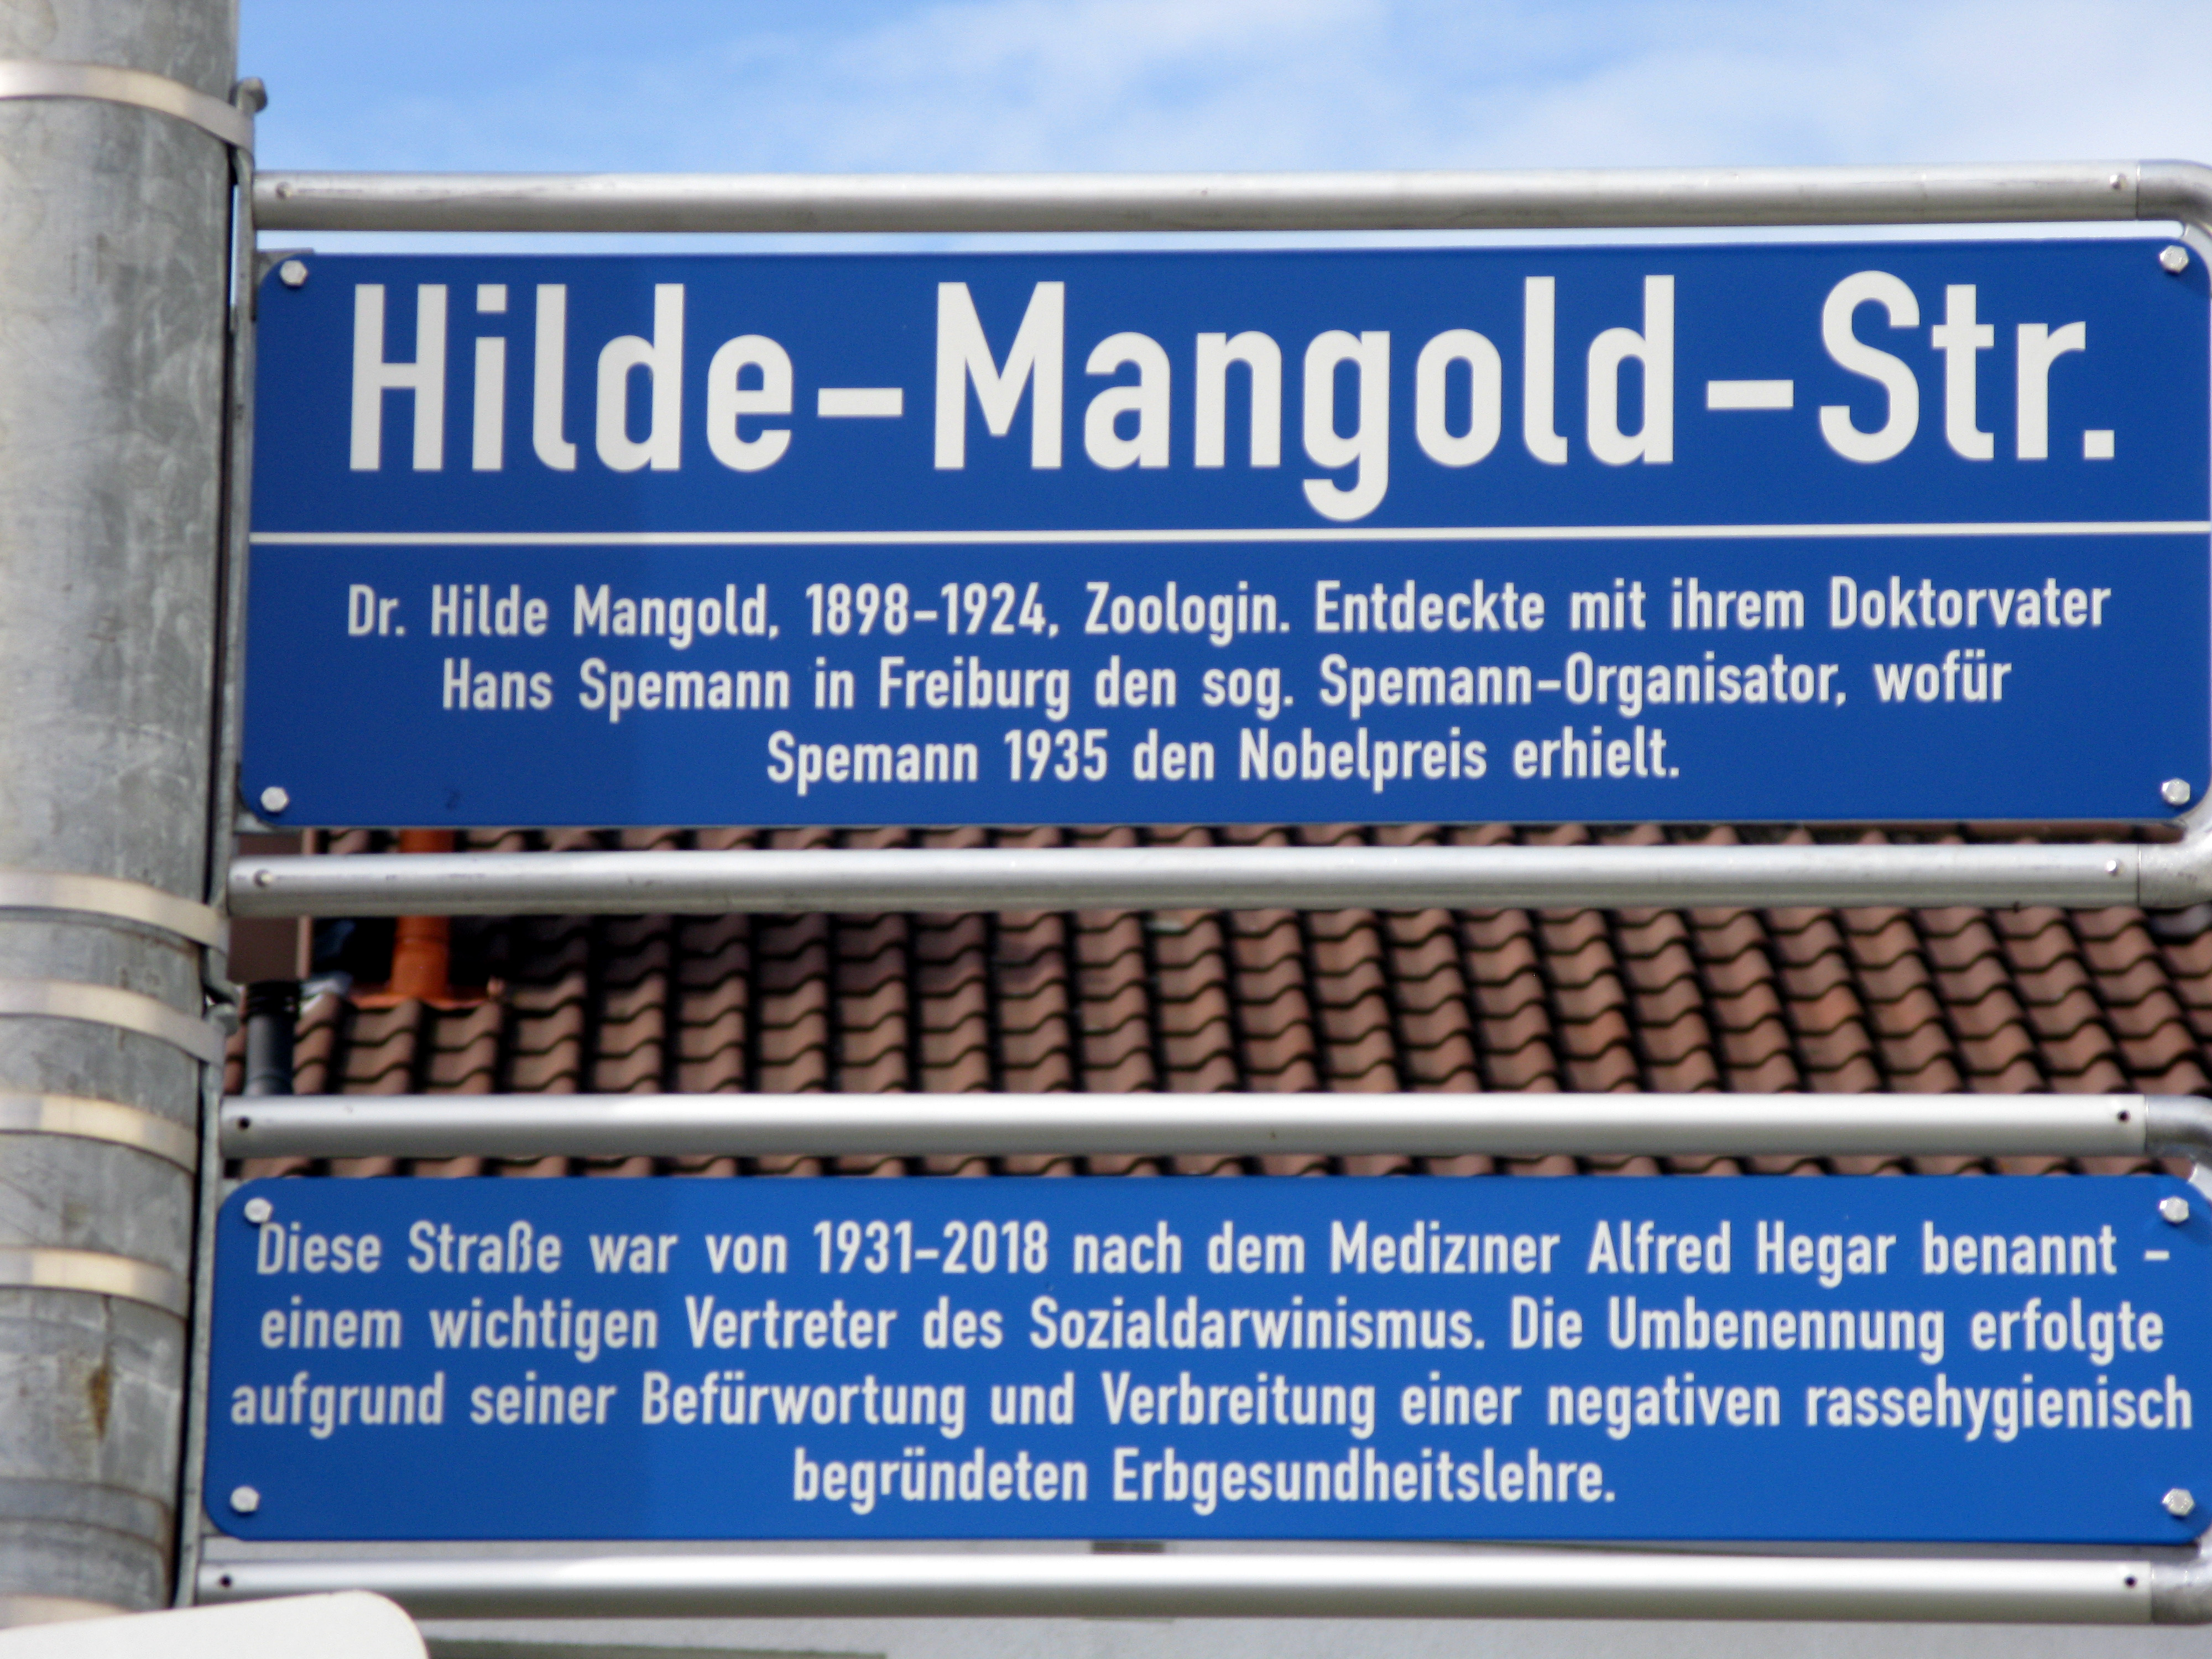 Hilde-Mangold-Str.
Dr. Hilde Mangold, 1898-1924, Zoologin. Entdeckte mit ihrem Doktorvater
Hans Spemann in Freiburg den sog. Spemann-Organisator, wofür
Spemann 1935 den Nobelpreis erhielt.
Diese Straße war von 1931-2018 nach dem Mediziner Alfred Hegar benannt -
einem wichtigen Vertreter des Sozialdarwinismus. Die Umbenennung erfolgte
aufgrund seiner Befürwortung und Verbreitung einer negativen rassehygienisch
begründeten Erbgesundheitslehre.